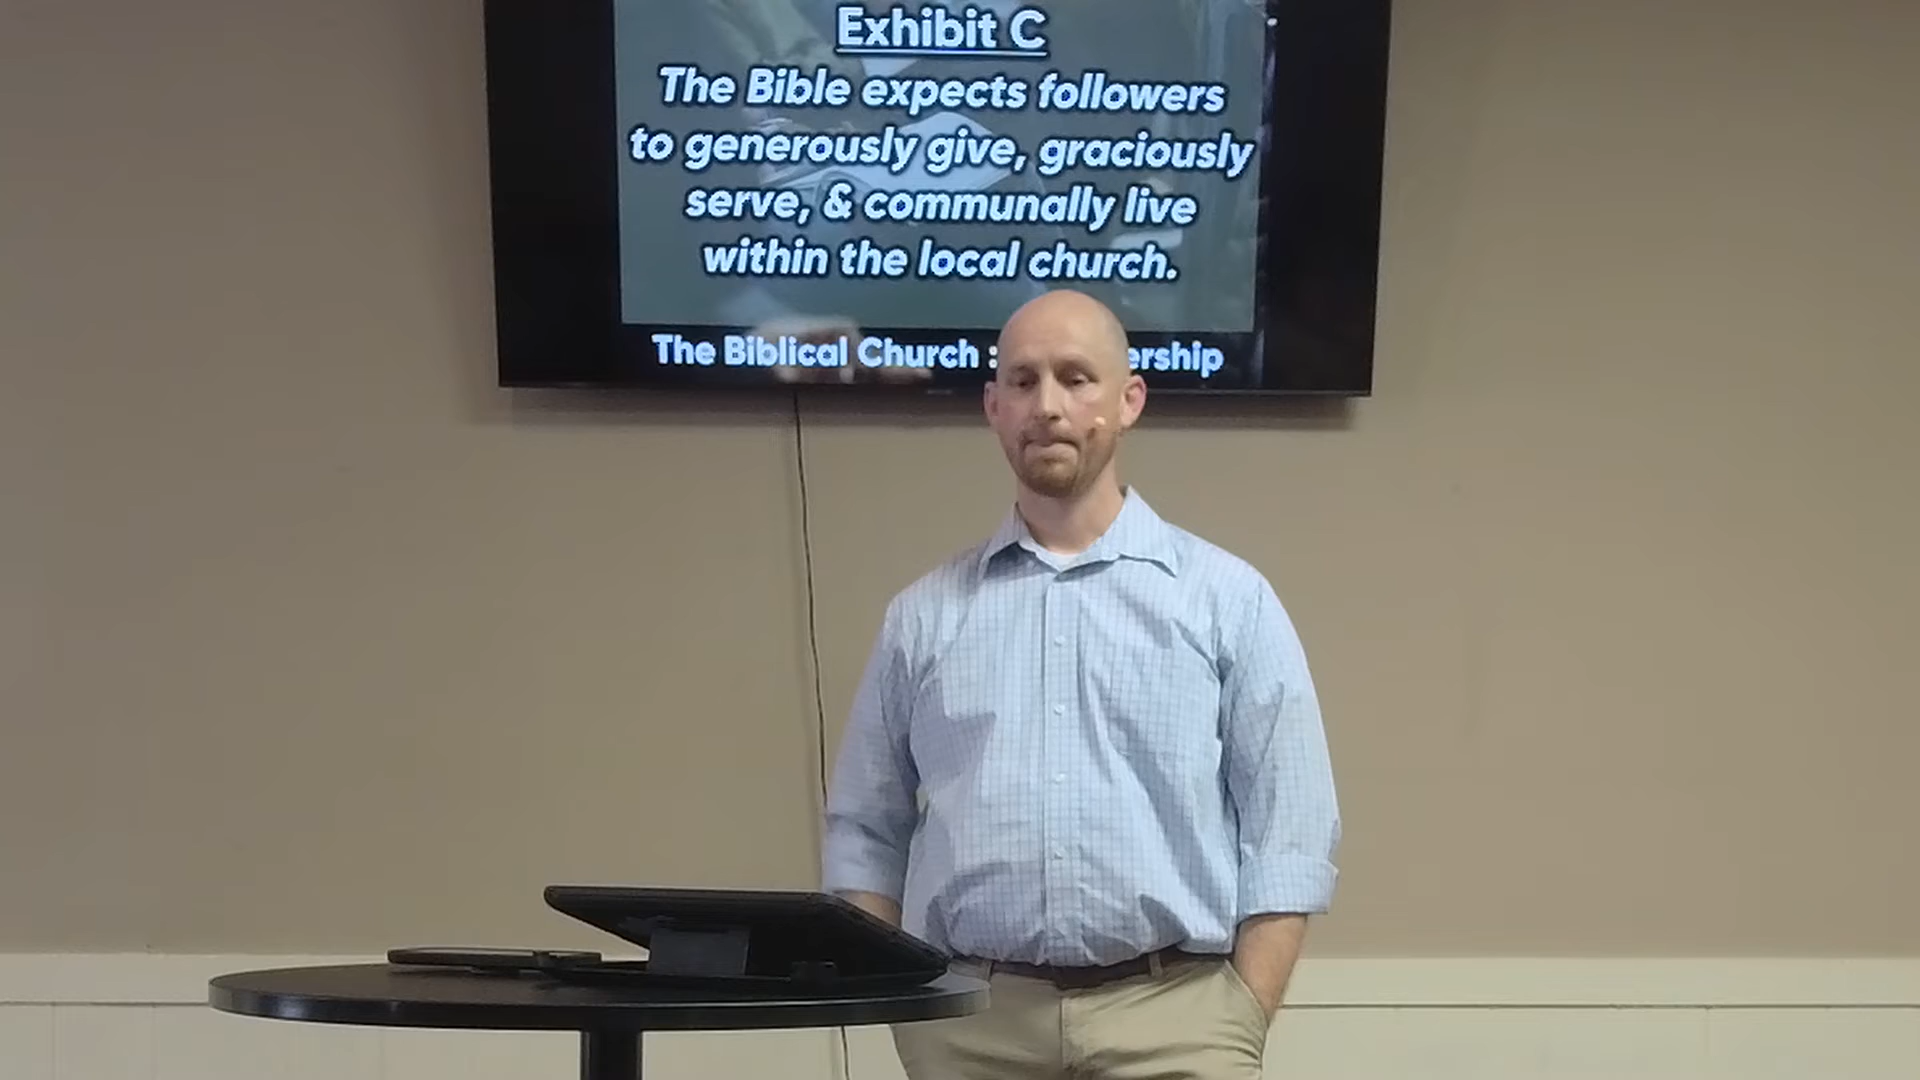 Exhibit C
The Bible expects followers
to generously give, graciously
serve, & communally live
within the local church.
The Biblical Church : ership